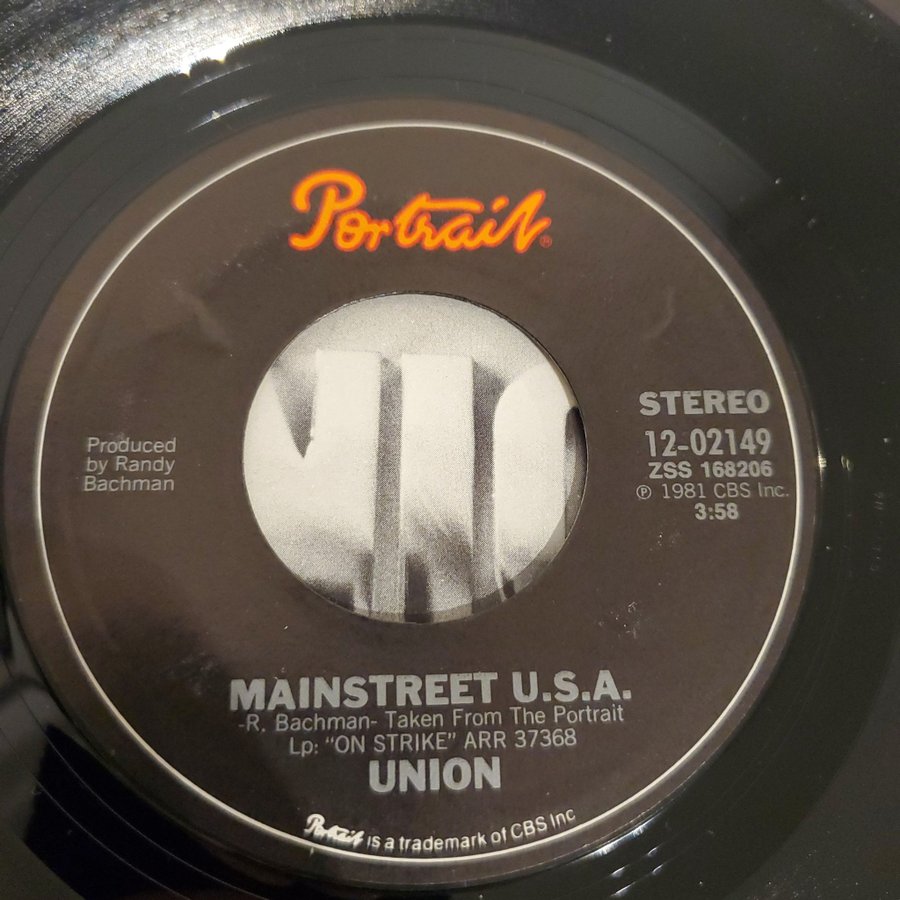 Portrait®
STEREO
12-02149
ZSS 168206
℗ 1981 CBS Inc.
3:58
Produced
by Randy
Bachman
NIO
MAINSTREET U.S.A.
-R. Bachman- Taken From The Portrait
Lp: "ON STRIKE" ARR 37368
UNION
Portrait is a trademark of CBS Inc